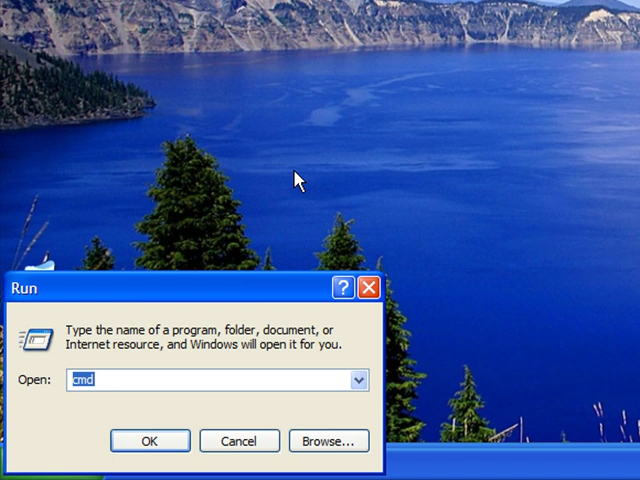 Run
Type the name of a program, folder, document, or
Internet resource, and Windows will open it for you.
Open: cmd
OK Cancel Browse...